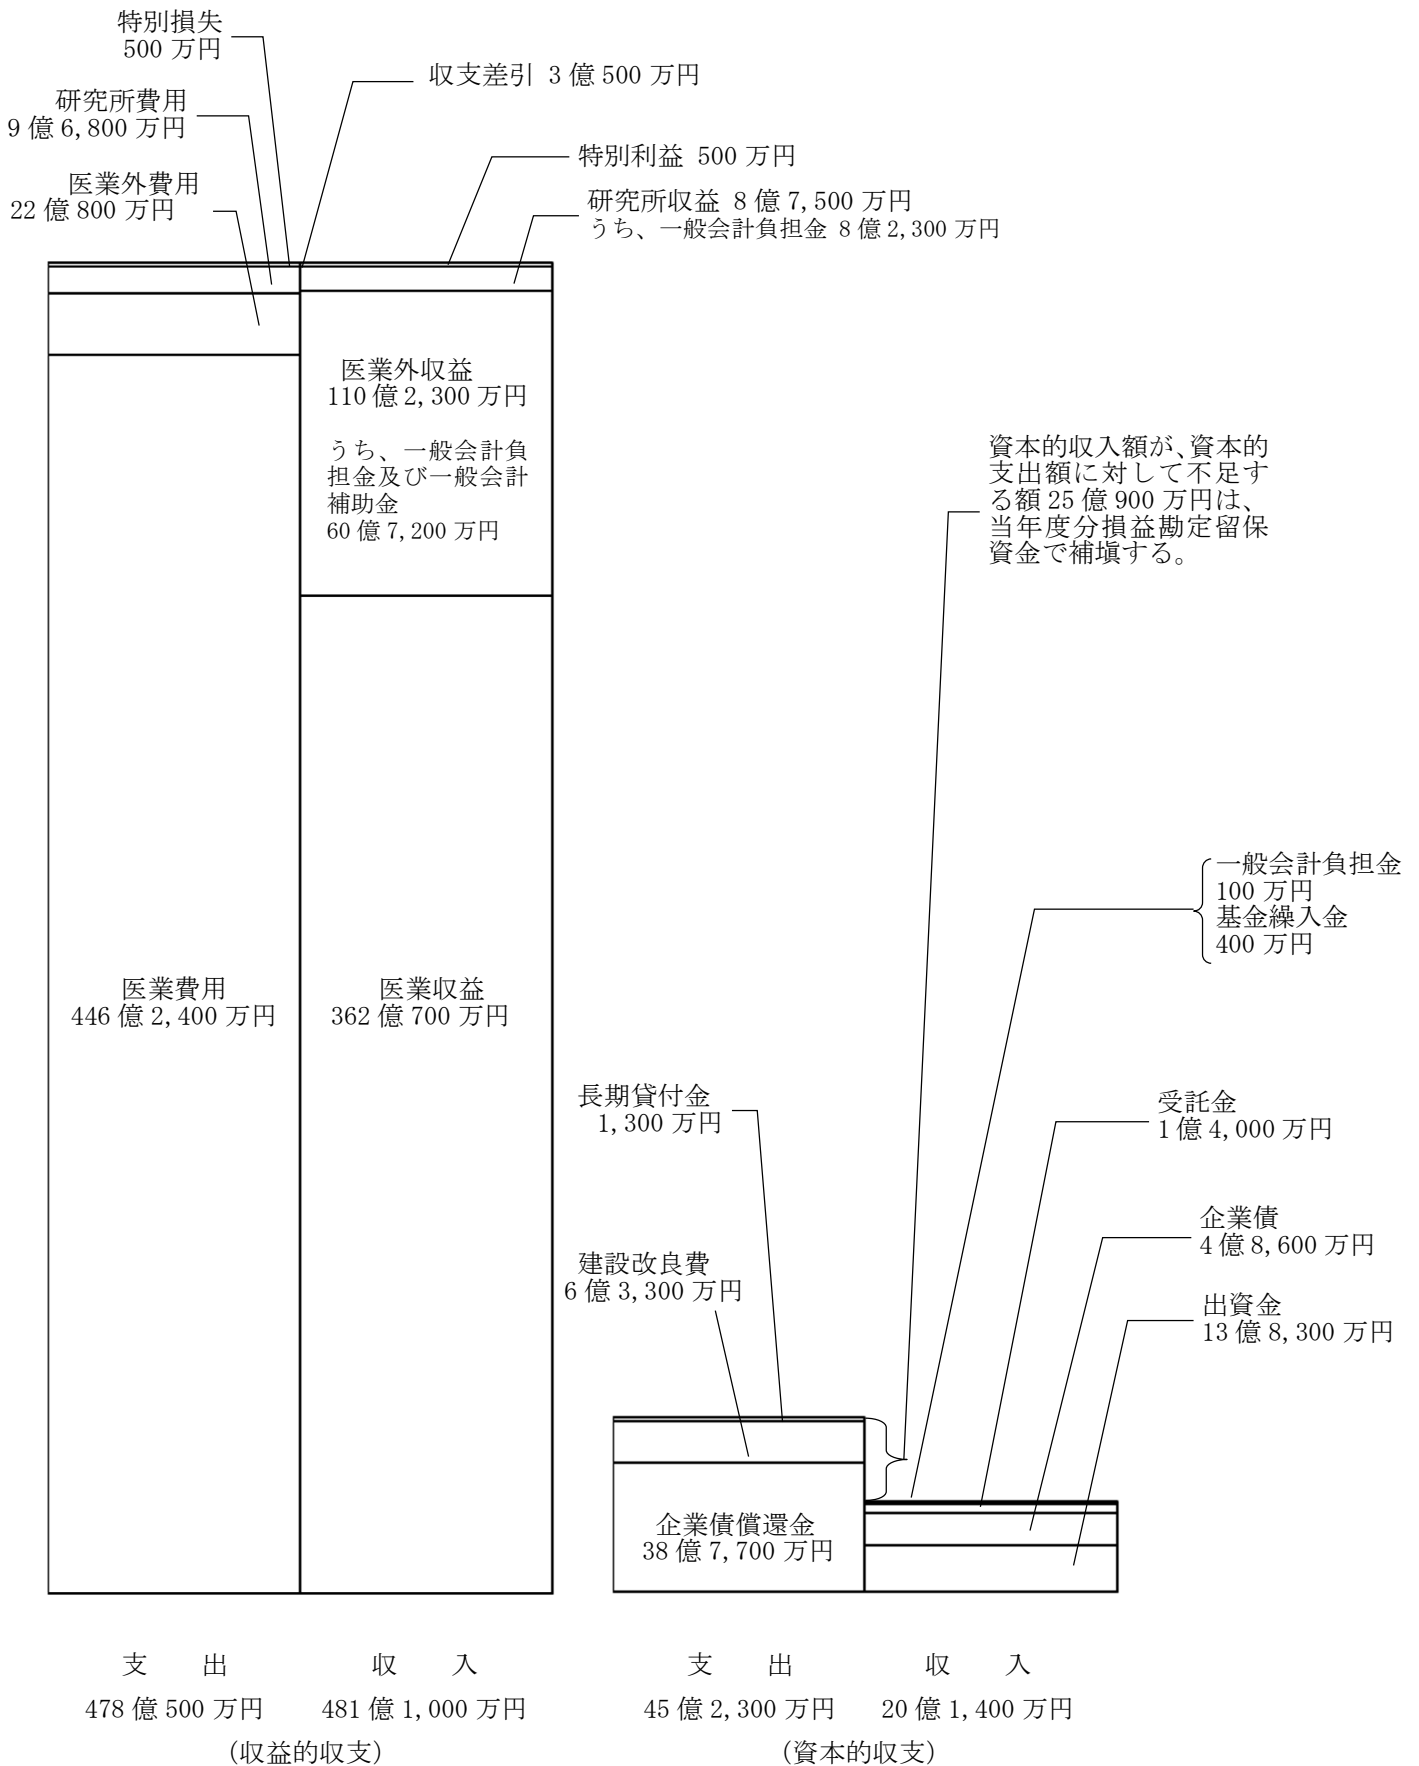 特別損失
500 万円
収支差引 3 億 500 万円
研究所費用
9 億 6,800 万円
特別利益 500 万円
医業外費用
22 億 800 万円
研究所収益 8 億 7,500 万円
うち、一般会計負担金 8 億 2,300 万円
医業外収益
110 億 2,300 万円
うち、一般会計負
担金及び一般会計
補助金
60 億 7,200 万円
資本的収入額が、資本的
支出額に対して不足す
る額 25 億 900 万円は、
当年度分損益勘定留保
資金で補塡する。
一般会計負担金
100 万円
基金繰入金
400 万円
医業費用
446 億 2,400 万円
医業収益
362 億 700 万円
長期貸付金
1,300 万円
受託金
1 億 4,000 万円
企業債
4 億 8,600 万円
建設改良費
6 億 3,300 万円
出資金
13 億 8,300 万円
企業債償還金
38 億 7,700 万円
支 出 収 入 支 出 収 入
478 億 500 万円 481 億 1,000 万円 45 億 2,300 万円 20 億 1,400 万円
（収益的収支） （資本的収支）